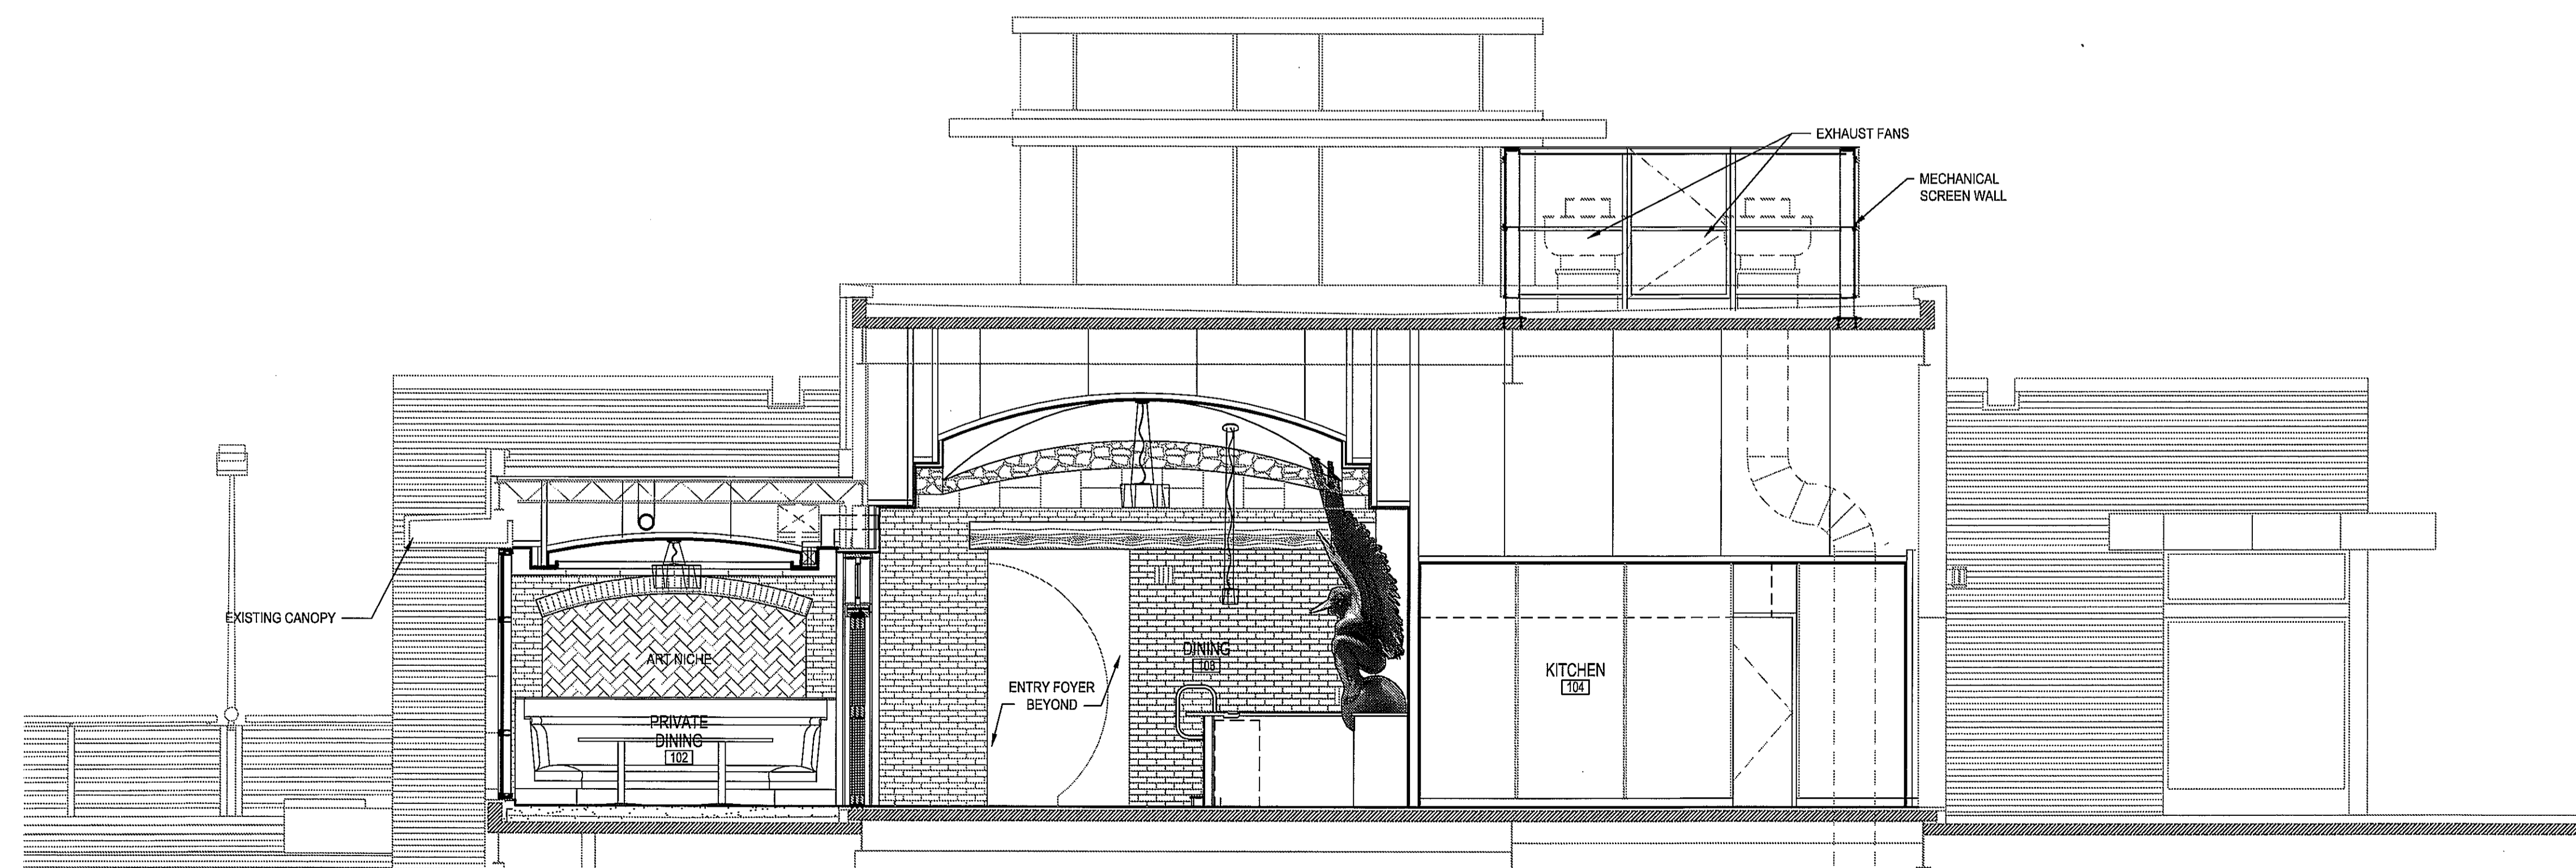 EXHAUST FANS
MECHANICAL
SCREEN WALL
EXISTING CANOPY
ART NICHE
PRIVATE
DINING
102
ENTRY FOYER
BEYOND
DINING
108
KITCHEN
104